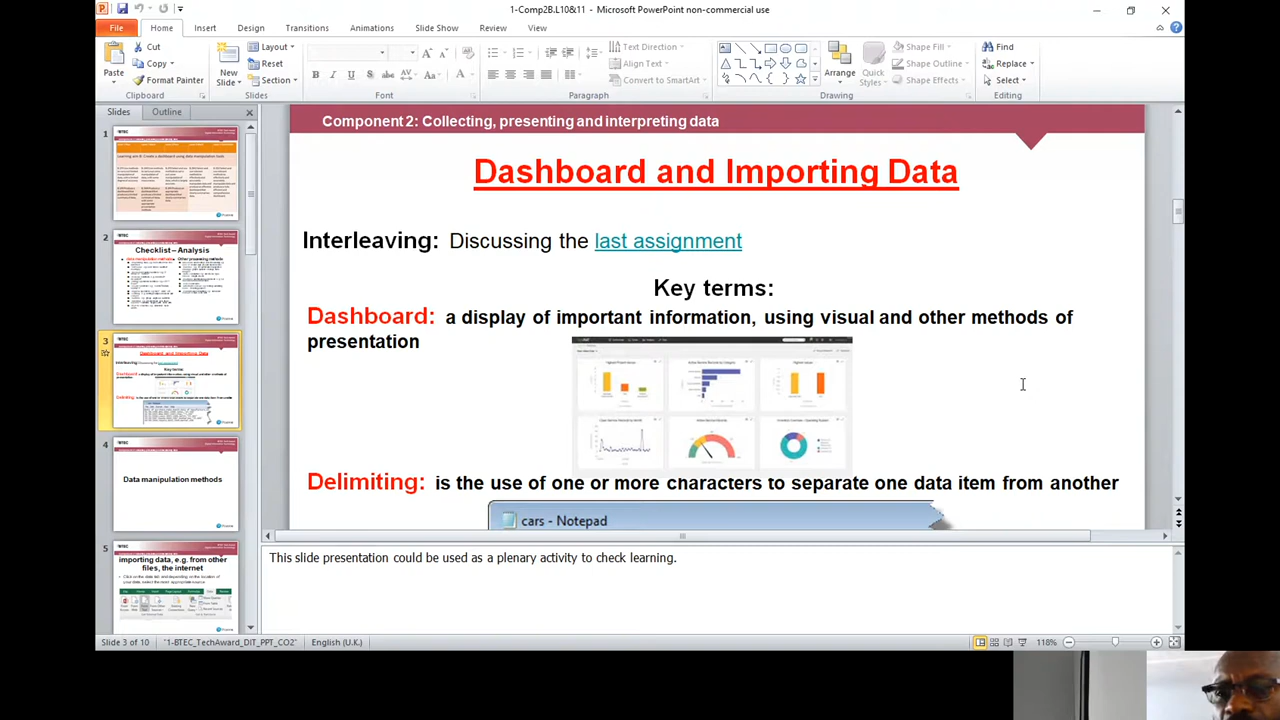 1-Comp2B.L10&11 - Microsoft PowerPoint non-commercial use
File Home Insert Design Transitions Animations Slide Show Review View
Cut
Copy
Format Painter
Paste
Clipboard
New
Slide
Layout
Reset
Section
Slides
Font
Text Direction
Align Text
Convert to SmartArt
Paragraph
Arrange
Quick
Styles
Shape Fill
Shape Outline
Shape Effects
Drawing
Find
Replace
Select
Editing
Slides Outline
1
2
Checklist – Analysis
3
4
Data manipulation methods
5
importing data, e.g. from other
files, the internet
Component 2: Collecting, presenting and interpreting data
Dashboard and Importing Data
Interleaving: Discussing the last assignment
Key terms:
Dashboard: a display of important information, using visual and other methods of
presentation
Delimiting: is the use of one or more characters to separate one data item from another
cars - Notepad
This slide presentation could be used as a plenary activity to check learning.
Slide 3 of 10 "1-BTEC_TechAward_DIT_PPT_CO2" English (U.K.) 118%